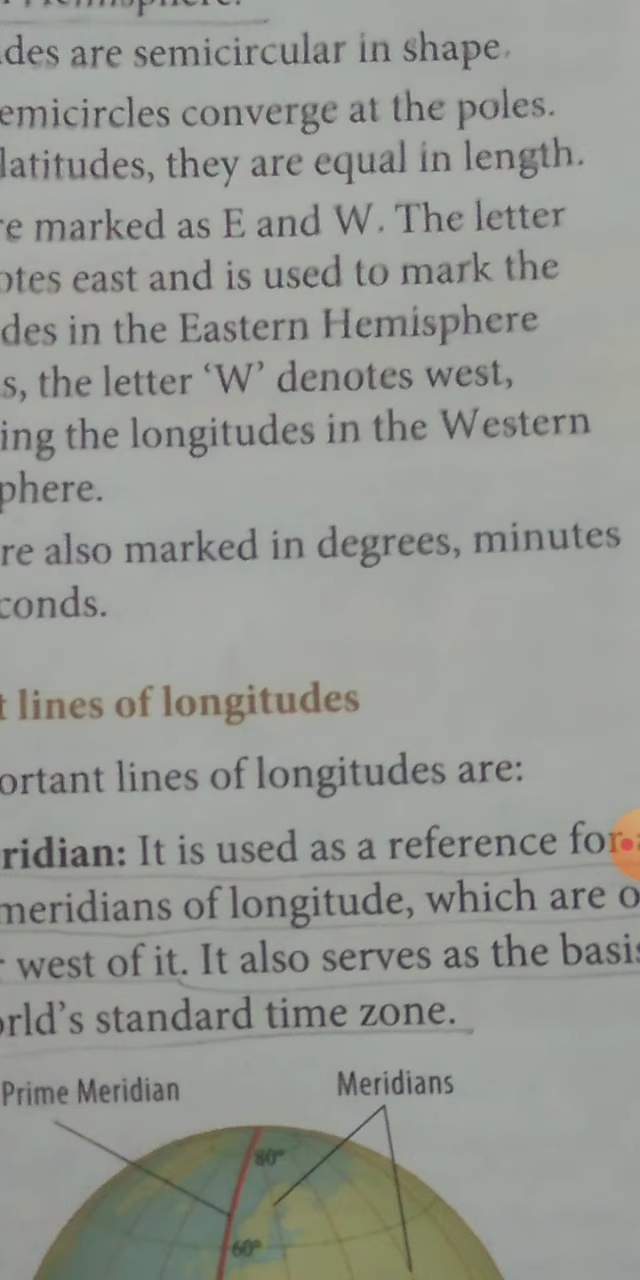 des are semicircular in shape.
emicircles converge at the poles.
latitudes, they are equal in length.
re marked as E and W. The letter
otes east and is used to mark the
des in the Eastern Hemisphere
s, the letter ‘W’ denotes west,
ing the longitudes in the Western
phere.
re also marked in degrees, minutes
conds.
t lines of longitudes
ortant lines of longitudes are:
ridian: It is used as a reference for
meridians of longitude, which are o
west of it. It also serves as the basis
orld’s standard time zone.
Prime Meridian
Meridians
80°
60°